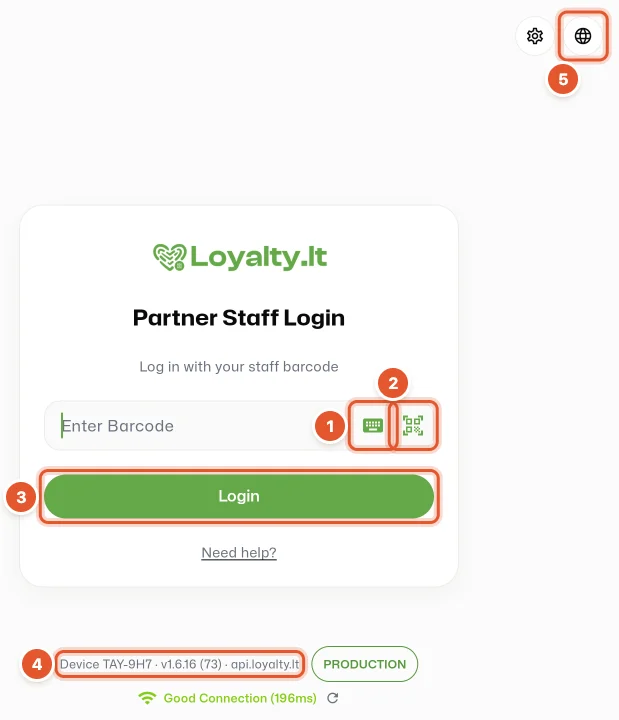 5
Loyalty.lt
Partner Staff Login
Log in with your staff barcode
2
Enter Barcode
1
3
Login
Need help?
4
Device TAY-9H7 · v1.6.16 (73) · api.loyalty.lt
PRODUCTION
Good Connection (196ms)